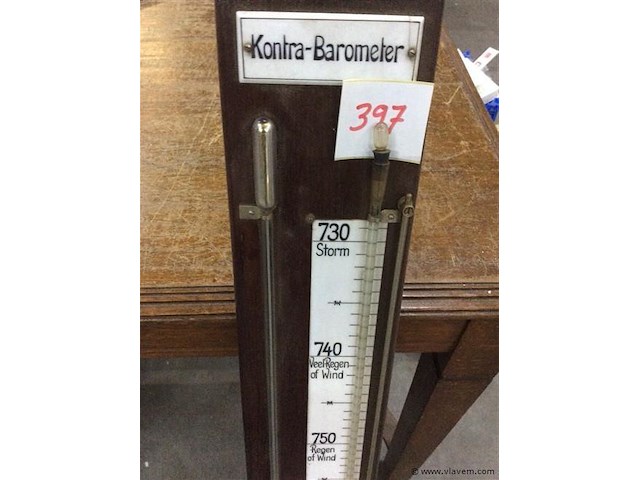 Kontra-Barometer
397
730
Storm
740
Veel Regen
of Wind
750
Regen
of Wind
© www.vlavem.com